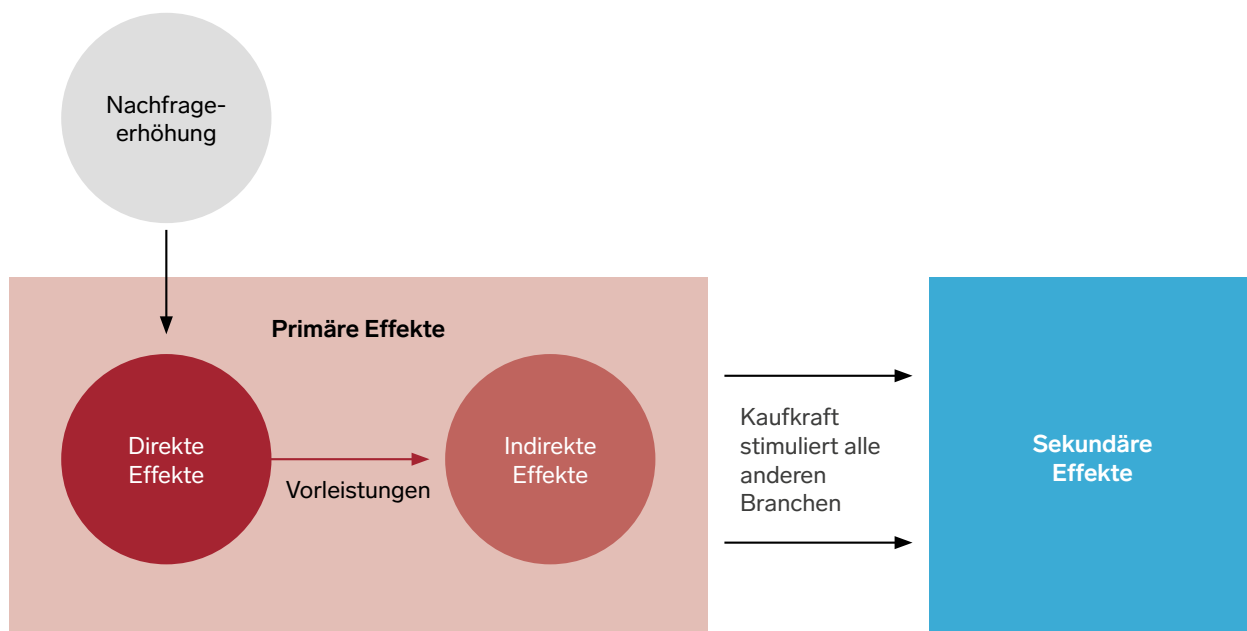 Nachfrage-
erhöhung
Primäre Effekte
Direkte
Effekte
Vorleistungen
Indirekte
Effekte
Kaufkraft
stimuliert alle
anderen
Branchen
Sekundäre
Effekte